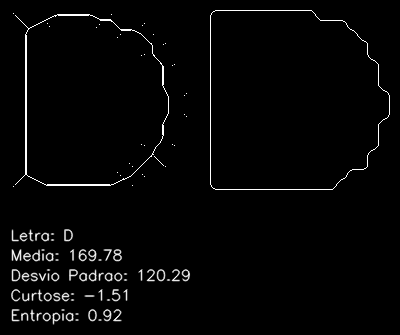 Letra: D
Media: 169.78
Desvio Padrao: 120.29
Curtose: -1.51
Entropia: 0.92